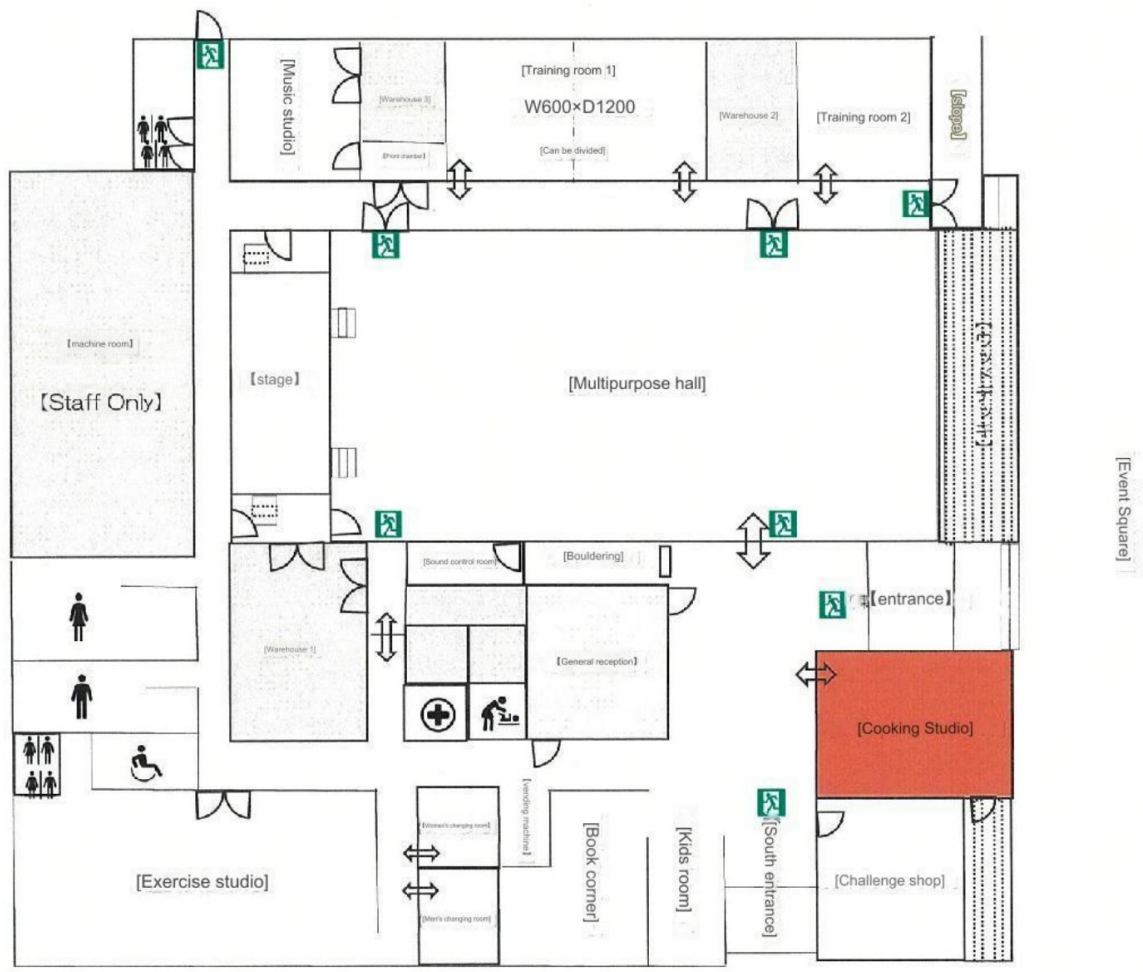 [Music studio]
[Warehouse 3]
[Front chamber]
[Training room 1]
W600×D1200
[Can be divided]
[Warehouse 2]
[Training room 2]
[slope]
【machine room】
【Staff Only】
【stage】
[Multipurpose hall]
[Event Square]
[Sound control room]
[Bouldering]
【entrance】
[Warehouse 1]
【General reception】
[Cooking Studio]
[vending machine]
[Women's changing room]
[Book corner]
[Kids room]
[South entrance]
[Exercise studio]
[Men's changing room]
[Challenge shop]